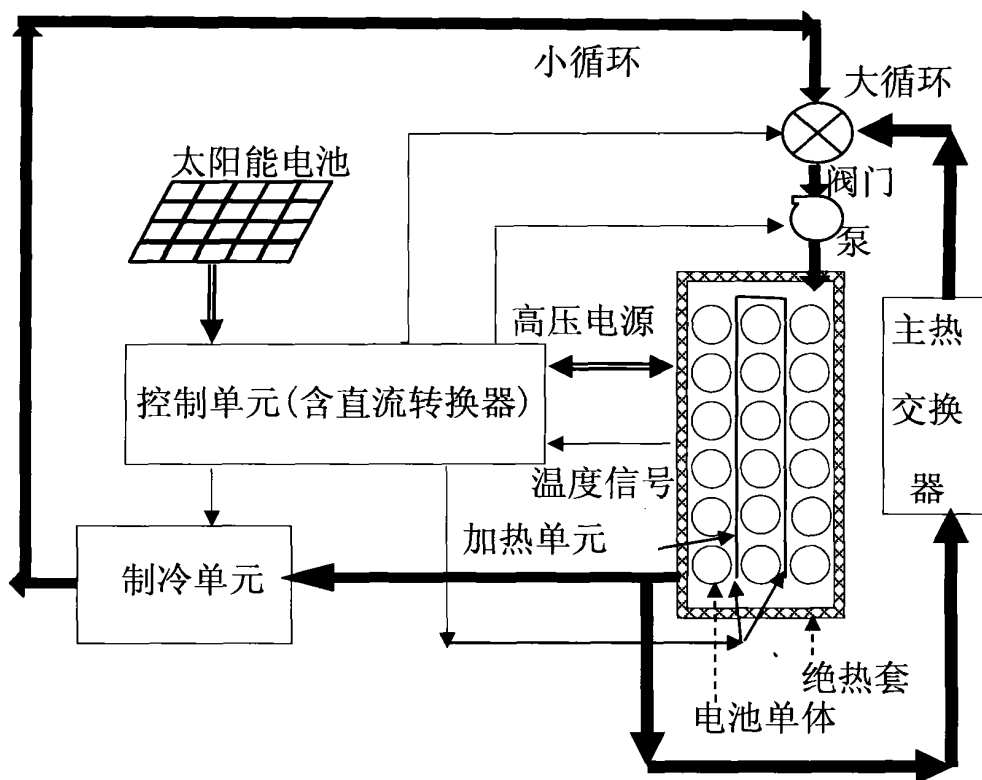 小循环
大循环
太阳能电池
阀门
泵
高压电源
主热
交换
器
控制单元(含直流转换器)
温度信号
加热单元
制冷单元
绝热套
电池单体